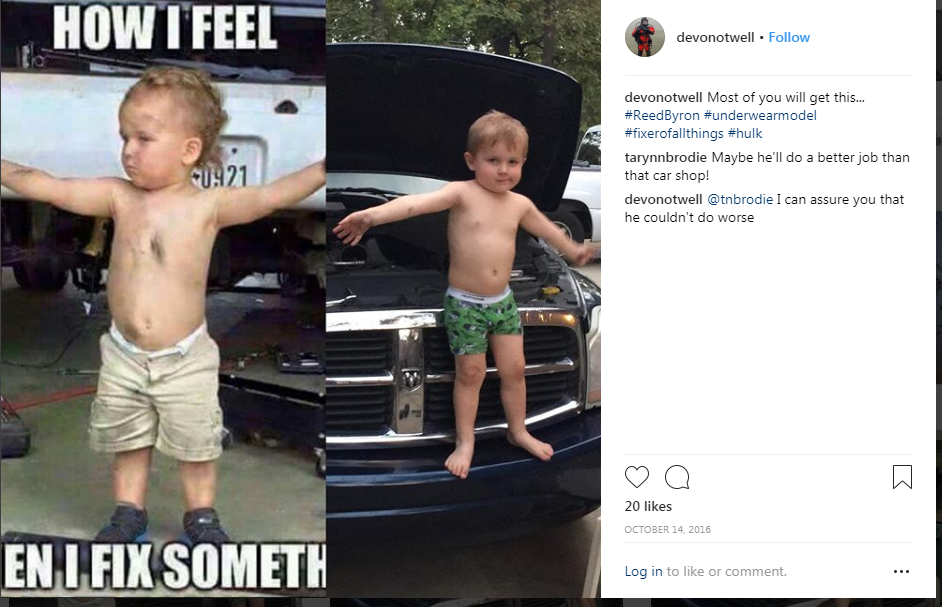 HOW I FEEL
0921
EN I FIX SOMETH
devonotwell • Follow
devonotwell Most of you will get this...
#ReedByron #underwearmodel
#fixerofallthings #hulk
tarynnbrodie Maybe he'll do a better job than
that car shop!
devonotwell @tnbrodie I can assure you that
he couldn't do worse
20 likes
OCTOBER 14, 2016
Log in to like or comment.